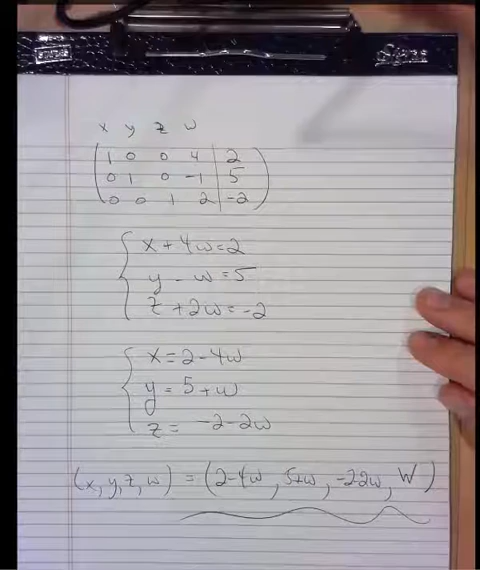 x y z w
1 0 0 4 2
0 1 0 -1 5
0 0 1 2 -2
x + 4w = 2
y - w = 5
z + 2w = -2
x = 2 - 4w
y = 5 + w
z = -2 - 2w
(x, y, z, w) = (2-4w, 5+w, -2-2w, w)